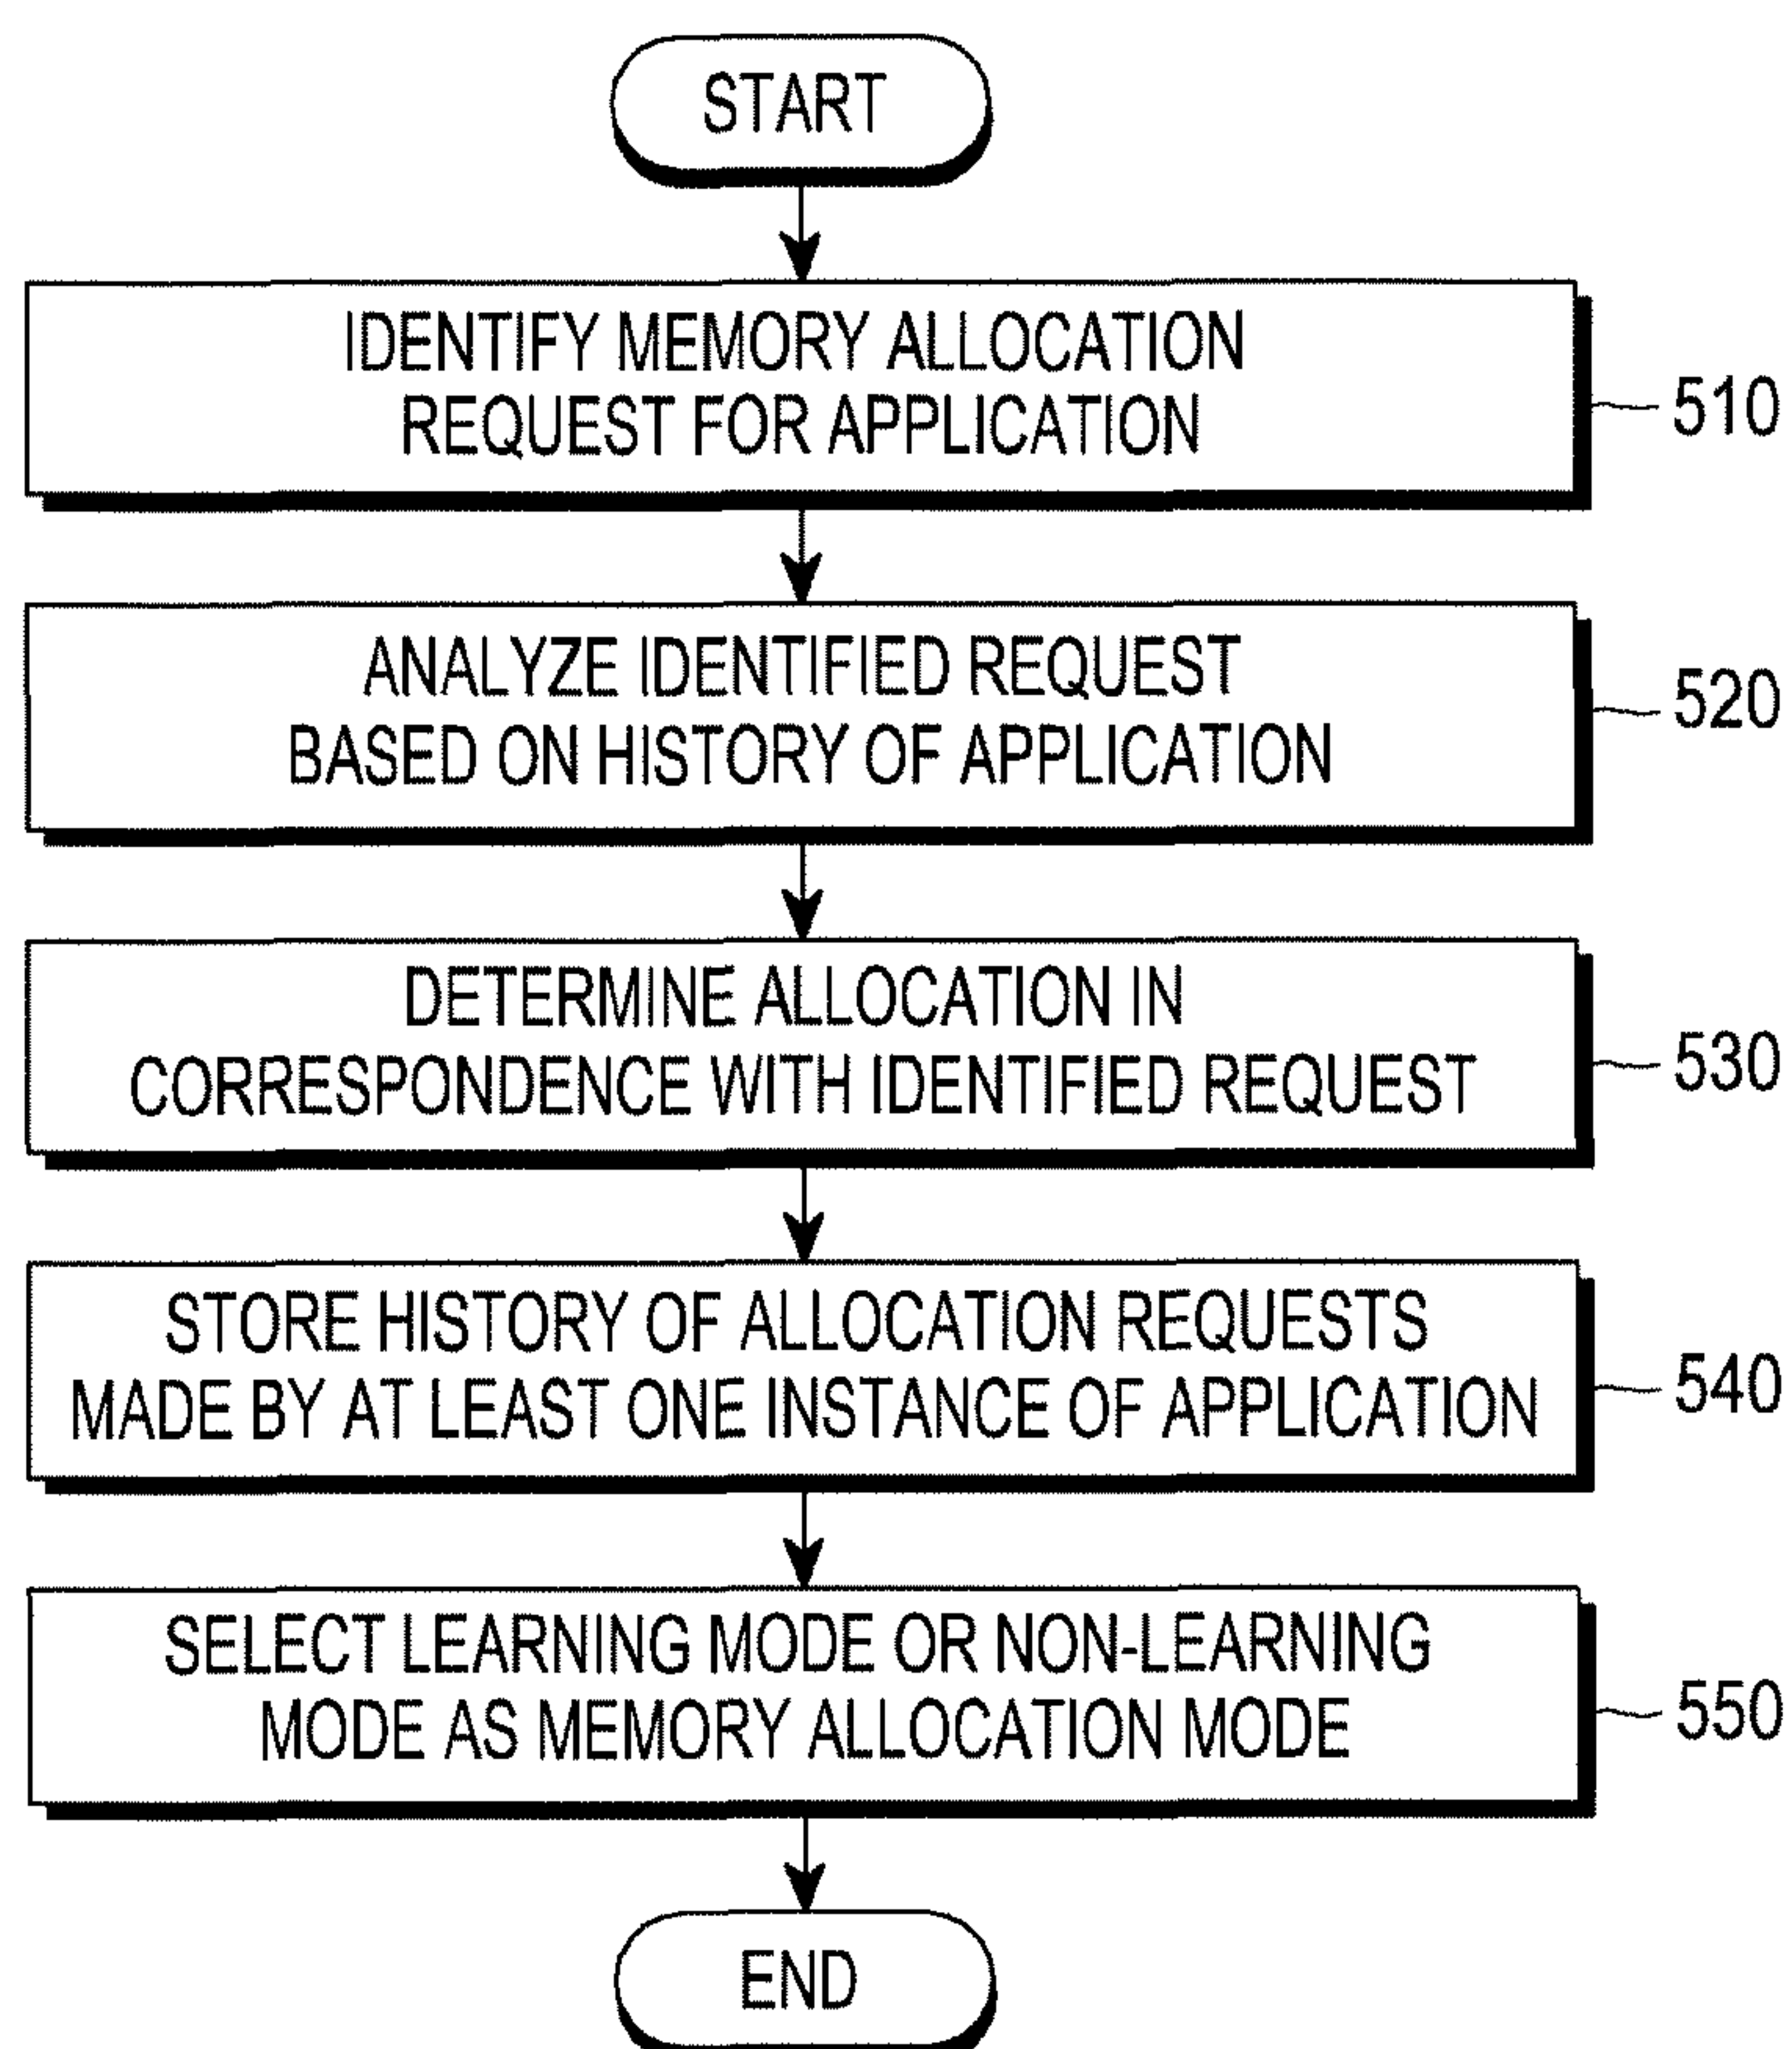 START
IDENTIFY MEMORY ALLOCATION
REQUEST FOR APPLICATION
510
ANALYZE IDENTIFIED REQUEST
BASED ON HISTORY OF APPLICATION
520
DETERMINE ALLOCATION IN
CORRESPONDENCE WITH IDENTIFIED REQUEST
530
STORE HISTORY OF ALLOCATION REQUESTS
MADE BY AT LEAST ONE INSTANCE OF APPLICATION
540
SELECT LEARNING MODE OR NON-LEARNING
MODE AS MEMORY ALLOCATION MODE
550
END